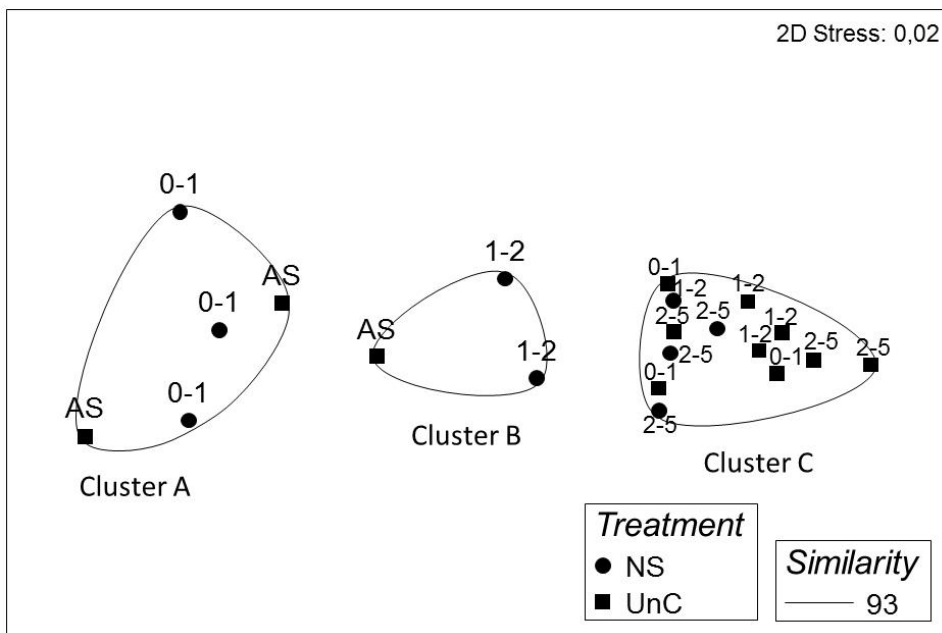 2D Stress: 0,02
0-1
AS
0-1
0-1
AS
Cluster A
1-2
AS
1-2
Cluster B
0-1
1-2
1-2
2-5
2-5
1-2
1-2
2-5
2-5
2-5
0-1
0-1
2-5
Cluster C
Treatment
NS
UnC
Similarity
93